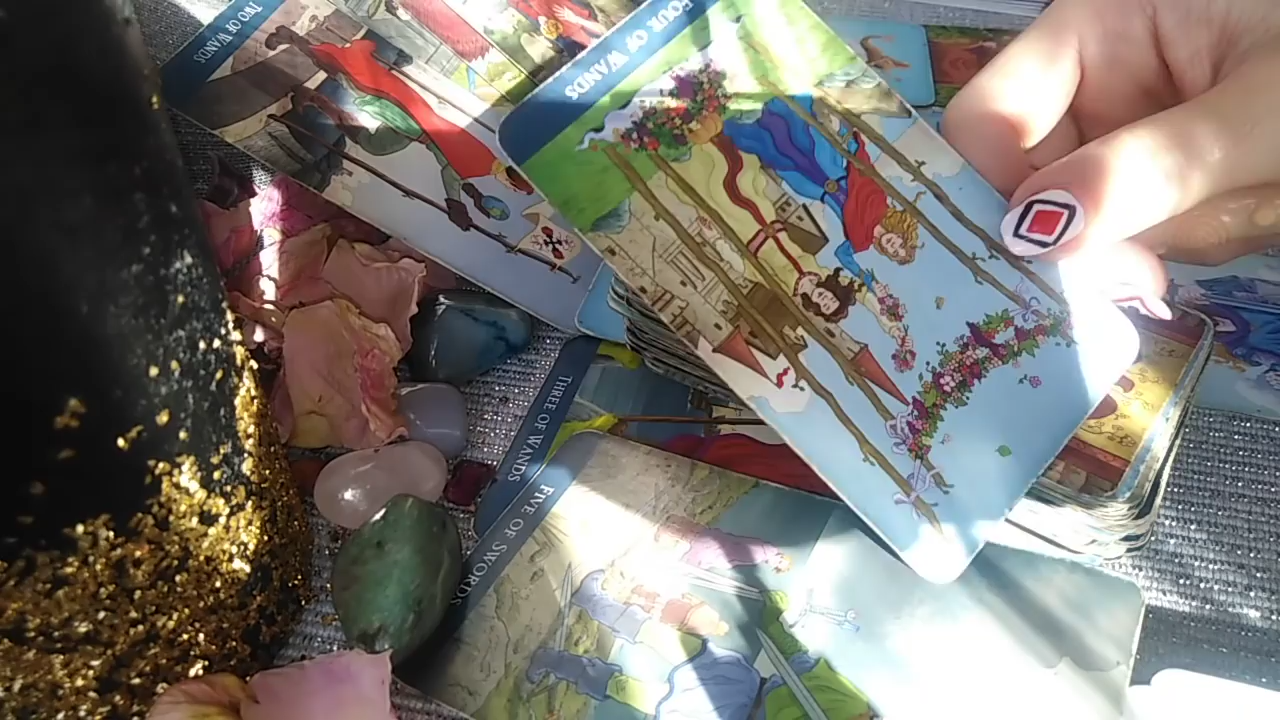 TWO OF WANDS
FOUR OF WANDS
THREE OF WANDS
FIVE OF SWORDS